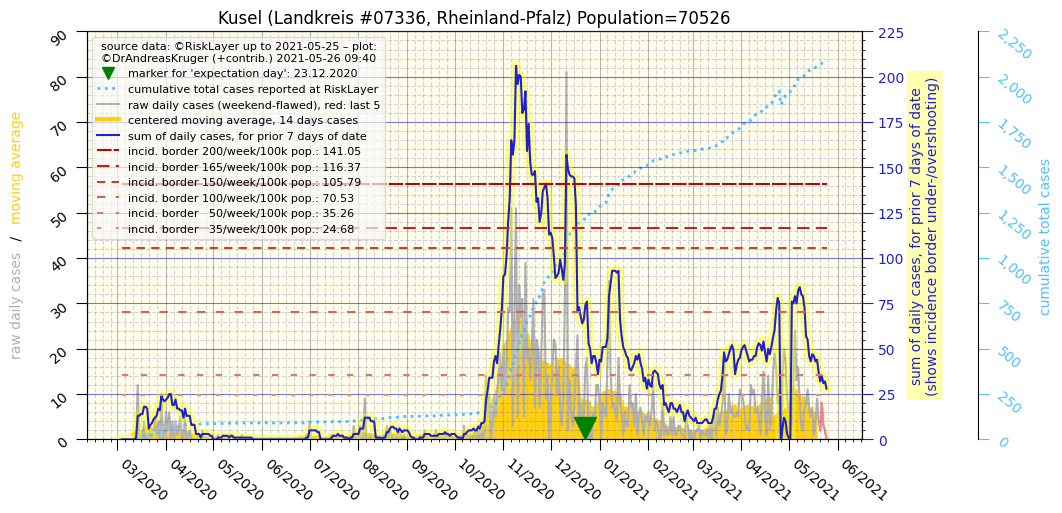 Kusel (Landkreis #07336, Rheinland-Pfalz) Population=70526
source data: ©RiskLayer up to 2021-05-25 – plot:
©DrAndreasKruger (+contrib.) 2021-05-26 09:40
marker for 'expectation day': 23.12.2020
cumulative total cases reported at RiskLayer
raw daily cases (weekend-flawed), red: last 5
centered moving average, 14 days cases
sum of daily cases, for prior 7 days of date
incid. border 200/week/100k pop.: 141.05
incid. border 165/week/100k pop.: 116.37
incid. border 150/week/100k pop.: 105.79
incid. border 100/week/100k pop.: 70.53
incid. border   50/week/100k pop.: 35.26
incid. border   35/week/100k pop.: 24.68
raw daily cases / moving average
90
80
70
60
50
40
30
20
10
0
03/2020
04/2020
05/2020
06/2020
07/2020
08/2020
09/2020
10/2020
11/2020
12/2020
01/2021
02/2021
03/2021
04/2021
05/2021
06/2021
225
200
175
150
125
100
75
50
25
0
sum of daily cases, for prior 7 days of date
(shows incidence border under-/overshooting)
2,250
2,000
1,750
1,500
1,250
1,000
750
500
250
0
cumulative total cases